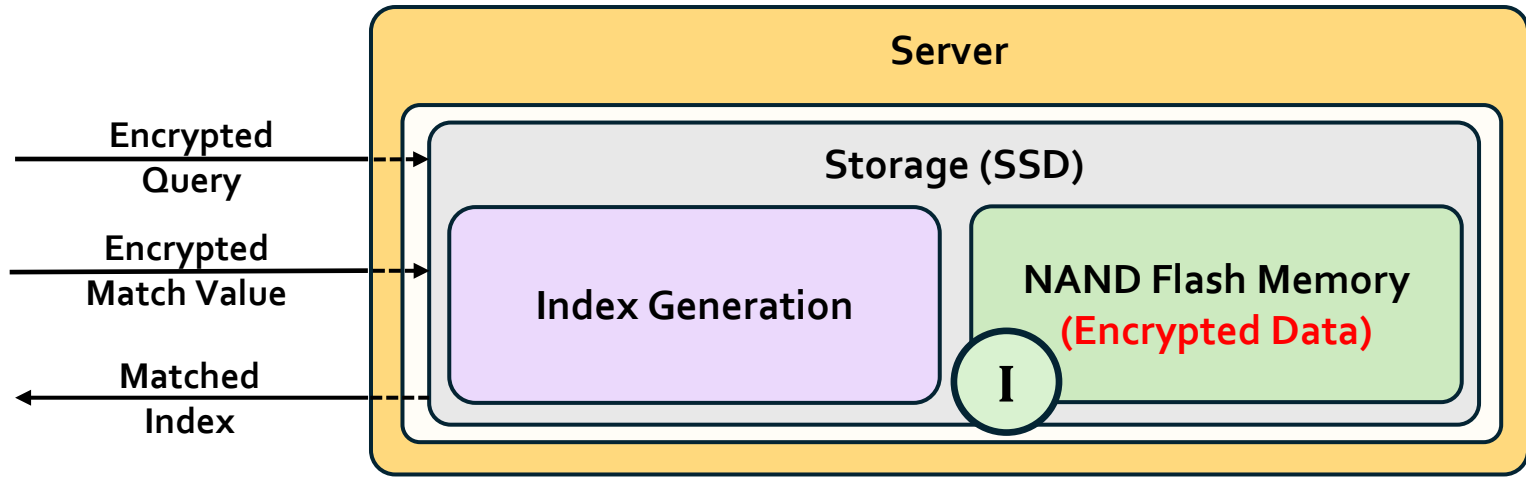 Server
Encrypted
Query
Encrypted
Match Value
Matched
Index
Storage (SSD)
Index Generation
NAND Flash Memory
(Encrypted Data)
I